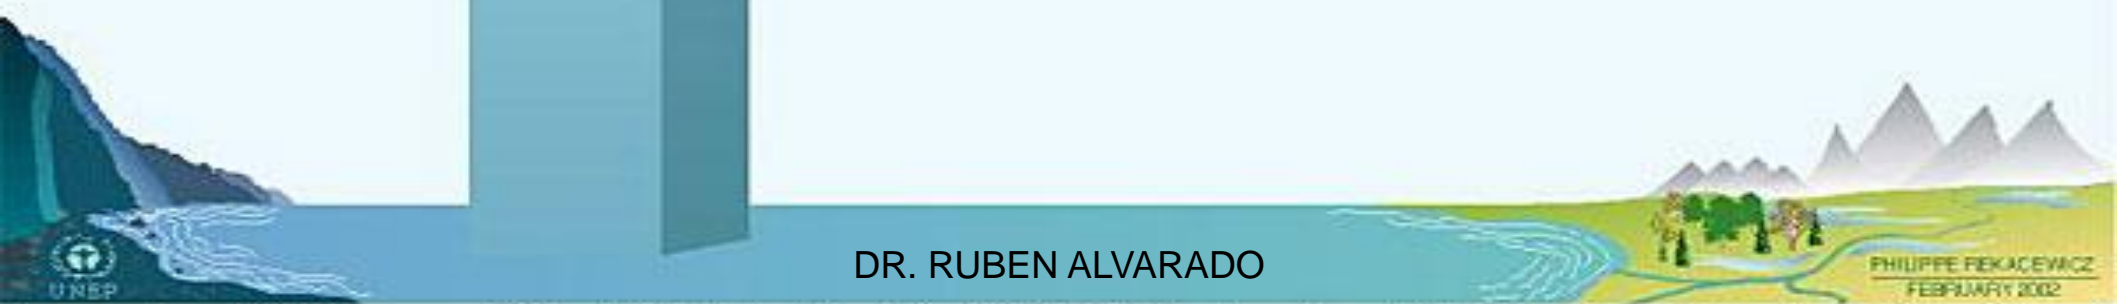 DR. RUBEN ALVARADO
UNEP
PHILIPPE REKACEWICZ
FEBRUARY 2002